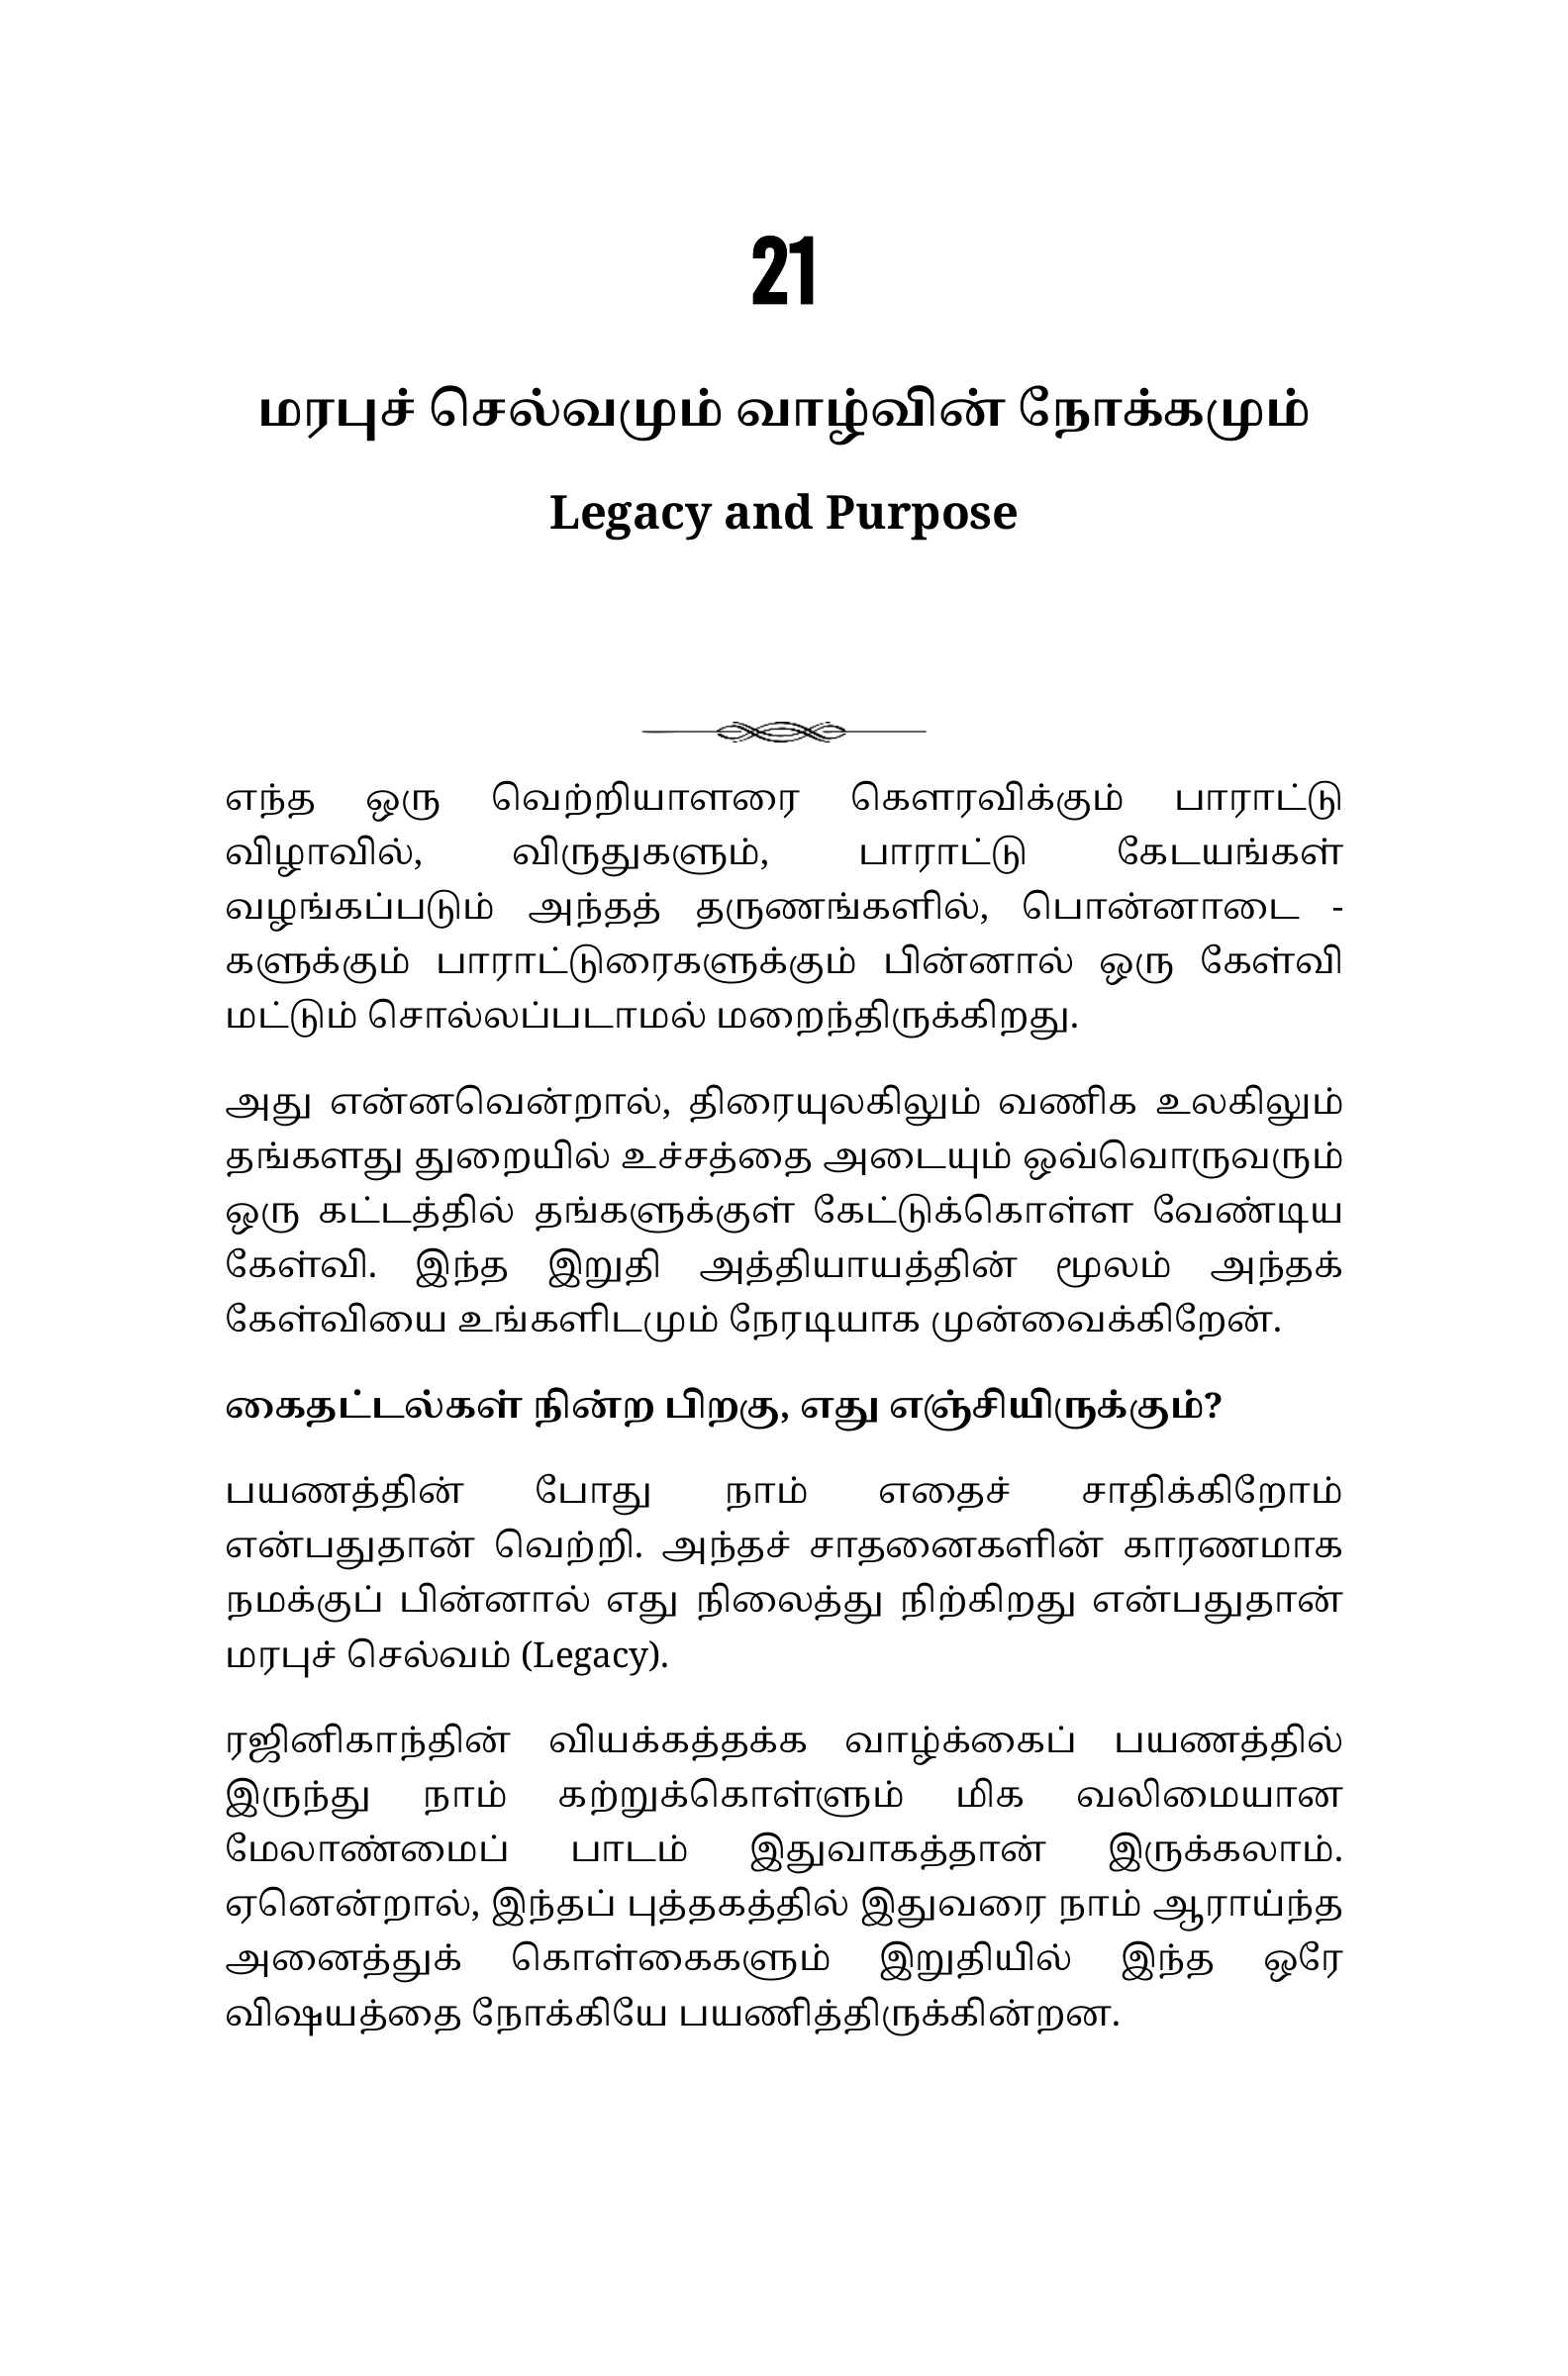 21
மரபுச் செல்வமும் வாழ்வின் நோக்கமும்
Legacy and Purpose
எந்த ஒரு வெற்றியாளரை கௌரவிக்கும் பாராட்டு
விழாவில், விருதுகளும், பாராட்டு கேடயங்கள்
வழங்கப்படும் அந்தத் தருணங்களில், பொன்னாடை -
களுக்கும் பாராட்டுரைகளுக்கும் பின்னால் ஒரு கேள்வி
மட்டும் சொல்லப்படாமல் மறைந்திருக்கிறது.
அது என்னவென்றால், திரையுலகிலும் வணிக உலகிலும்
தங்களது துறையில் உச்சத்தை அடையும் ஒவ்வொருவரும்
ஒரு கட்டத்தில் தங்களுக்குள் கேட்டுக்கொள்ள வேண்டிய
கேள்வி. இந்த இறுதி அத்தியாயத்தின் மூலம் அந்தக்
கேள்வியை உங்களிடமும் நேரடியாக முன்வைக்கிறேன்.
கைதட்டல்கள் நின்ற பிறகு, எது எஞ்சியிருக்கும்?
பயணத்தின் போது நாம் எதைச் சாதிக்கிறோம்
என்பதுதான் வெற்றி. அந்தச் சாதனைகளின் காரணமாக
நமக்குப் பின்னால் எது நிலைத்து நிற்கிறது என்பதுதான்
மரபுச் செல்வம் (Legacy).
ரஜினிகாந்தின் வியக்கத்தக்க வாழ்க்கைப் பயணத்தில்
இருந்து நாம் கற்றுக்கொள்ளும் மிக வலிமையான
மேலாண்மைப் பாடம் இதுவாகத்தான் இருக்கலாம்.
ஏனென்றால், இந்தப் புத்தகத்தில் இதுவரை நாம் ஆராய்ந்த
அனைத்துக் கொள்கைகளும் இறுதியில் இந்த ஒரே
விஷயத்தை நோக்கியே பயணித்திருக்கின்றன.